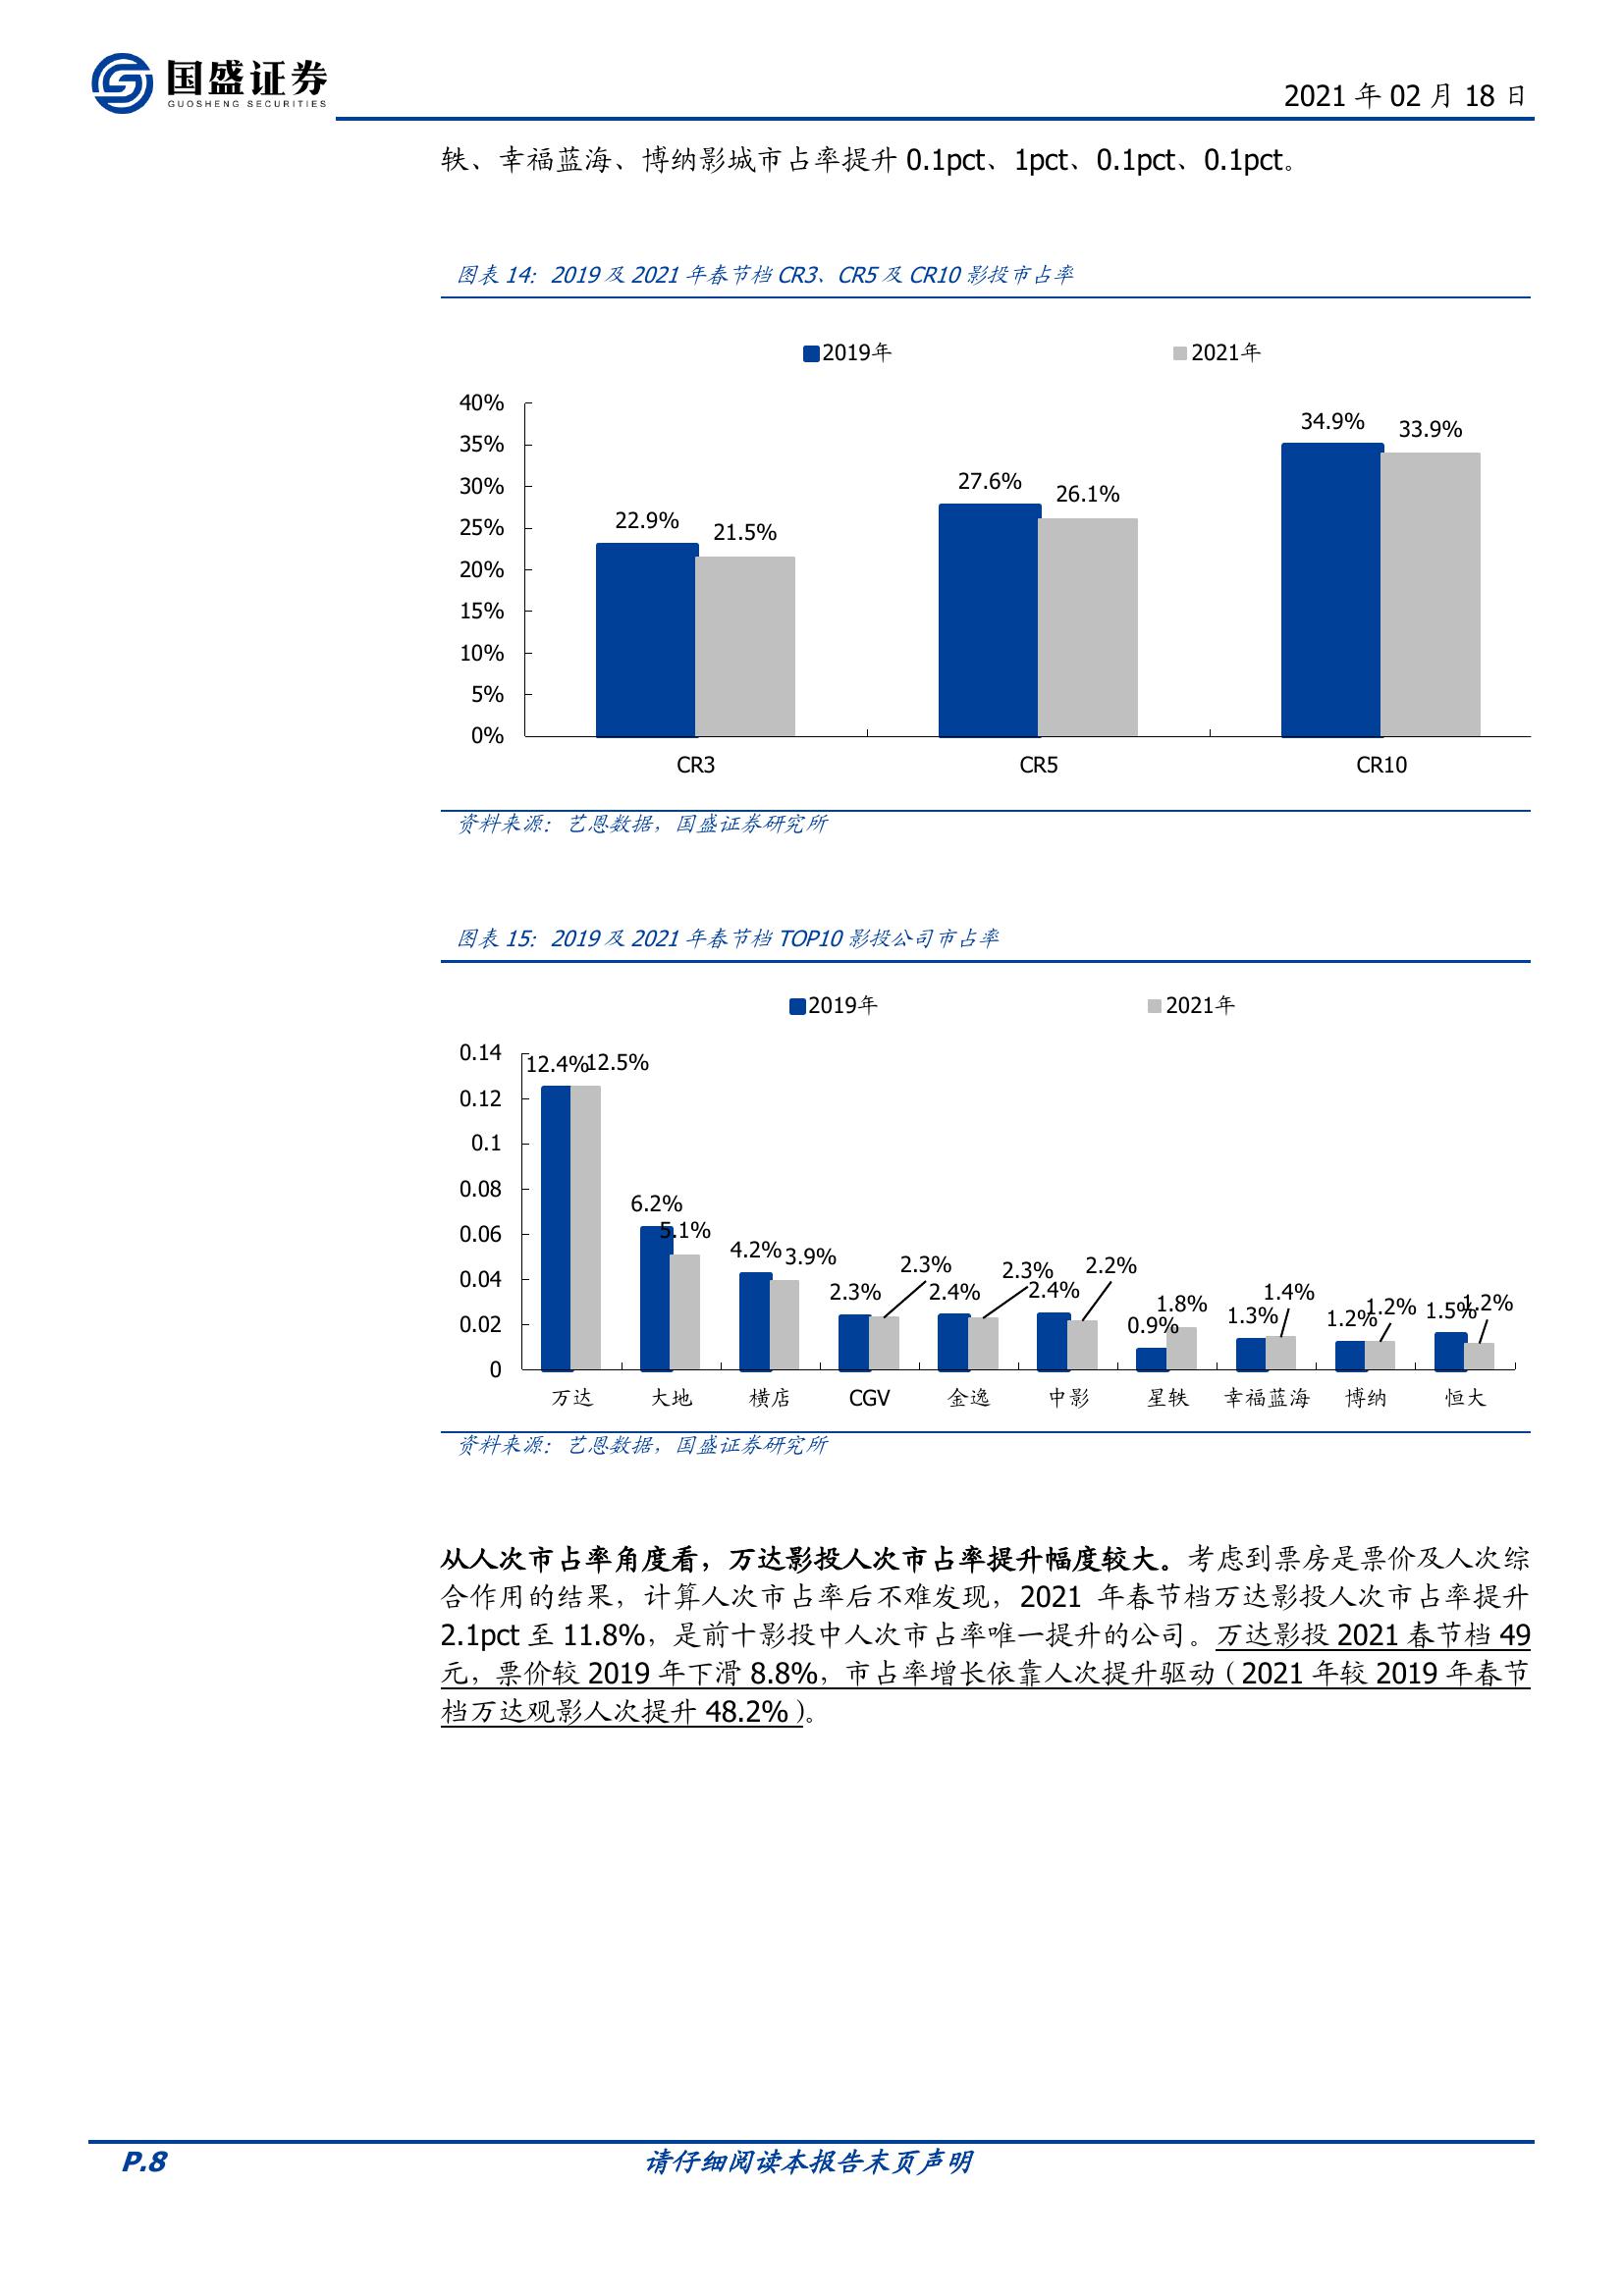 国盛证券
GUOSHENG SECURITIES
2021 年 02 月 18 日
轶、幸福蓝海、博纳影城市占率提升 0.1pct、1pct、0.1pct、0.1pct。
图表 14：2019 及 2021 年春节档 CR3、CR5 及 CR10 影投市占率
2019年 2021年
40%
35%
30%
25%
20%
15%
10%
5%
0%
22.9% 21.5% 27.6% 26.1% 34.9% 33.9%
CR3 CR5 CR10
资料来源：艺恩数据，国盛证券研究所
图表 15：2019 及 2021 年春节档 TOP10 影投公司市占率
2019年 2021年
0.14
0.12
0.1
0.08
0.06
0.04
0.02
0
12.4% 12.5% 6.2% 5.1% 4.2% 3.9% 2.3% 2.3% 2.4% 2.3% 2.4% 2.2% 0.9% 1.8% 1.3% 1.4% 1.2% 1.2% 1.5% 1.2%
万达 大地 横店 CGV 金逸 中影 星轶 幸福蓝海 博纳 恒大
资料来源：艺恩数据，国盛证券研究所
从人次市占率角度看，万达影投人次市占率提升幅度较大。考虑到票房是票价及人次综
合作用的结果，计算人次市占率后不难发现，2021 年春节档万达影投人次市占率提升
2.1pct 至 11.8%，是前十影投中人次市占率唯一提升的公司。万达影投 2021 春节档 49
元，票价较 2019 年下滑 8.8%，市占率增长依靠人次提升驱动（2021 年较 2019 年春节
档万达观影人次提升 48.2%）。
P.8
请仔细阅读本报告末页声明